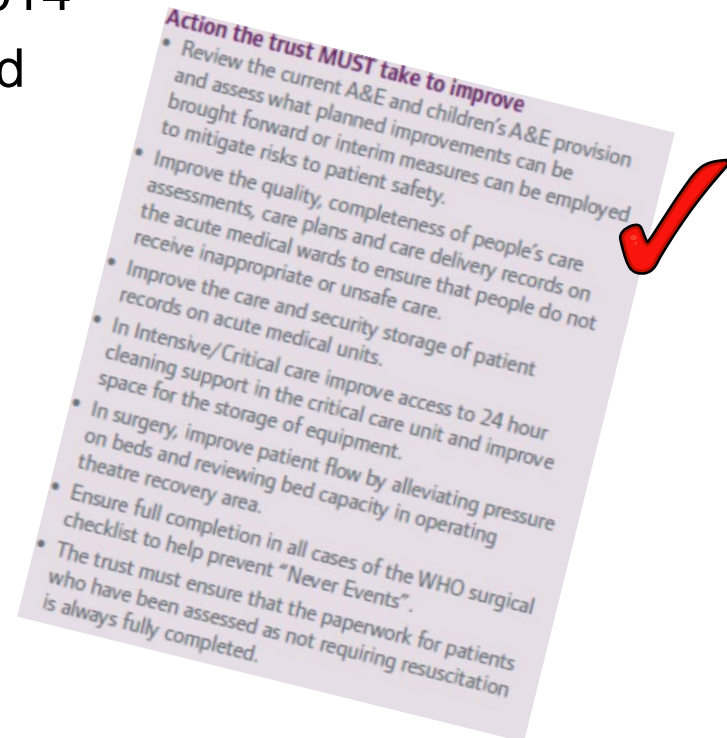 014
d
Action the trust MUST take to improve
• Review the current A&E and children's A&E provision
and assess what planned improvements can be
brought forward or interim measures can be employed
to mitigate risks to patient safety.
• Improve the quality, completeness of people's care
assessments, care plans and care delivery records on
the acute medical wards to ensure that people do not
receive inappropriate or unsafe care.
• Improve the care and security storage of patient
records on acute medical units.
• In Intensive/Critical care improve access to 24 hour
cleaning support in the critical care unit and improve
space for the storage of equipment.
• In surgery, improve patient flow by alleviating pressure
on beds and reviewing bed capacity in operating
theatre recovery area.
• Ensure full completion in all cases of the WHO surgical
checklist to help prevent “Never Events”.
• The trust must ensure that the paperwork for patients
who have been assessed as not requiring resuscitation
is always fully completed.